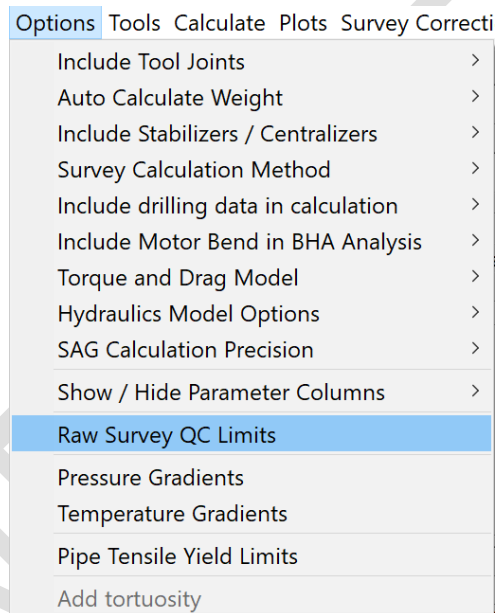 Options Tools Calculate Plots Survey Correcti
Include Tool Joints
Auto Calculate Weight
Include Stabilizers / Centralizers
Survey Calculation Method
Include drilling data in calculation
Include Motor Bend in BHA Analysis
Torque and Drag Model
Hydraulics Model Options
SAG Calculation Precision
Show / Hide Parameter Columns
Raw Survey QC Limits
Pressure Gradients
Temperature Gradients
Pipe Tensile Yield Limits
Add tortuosity